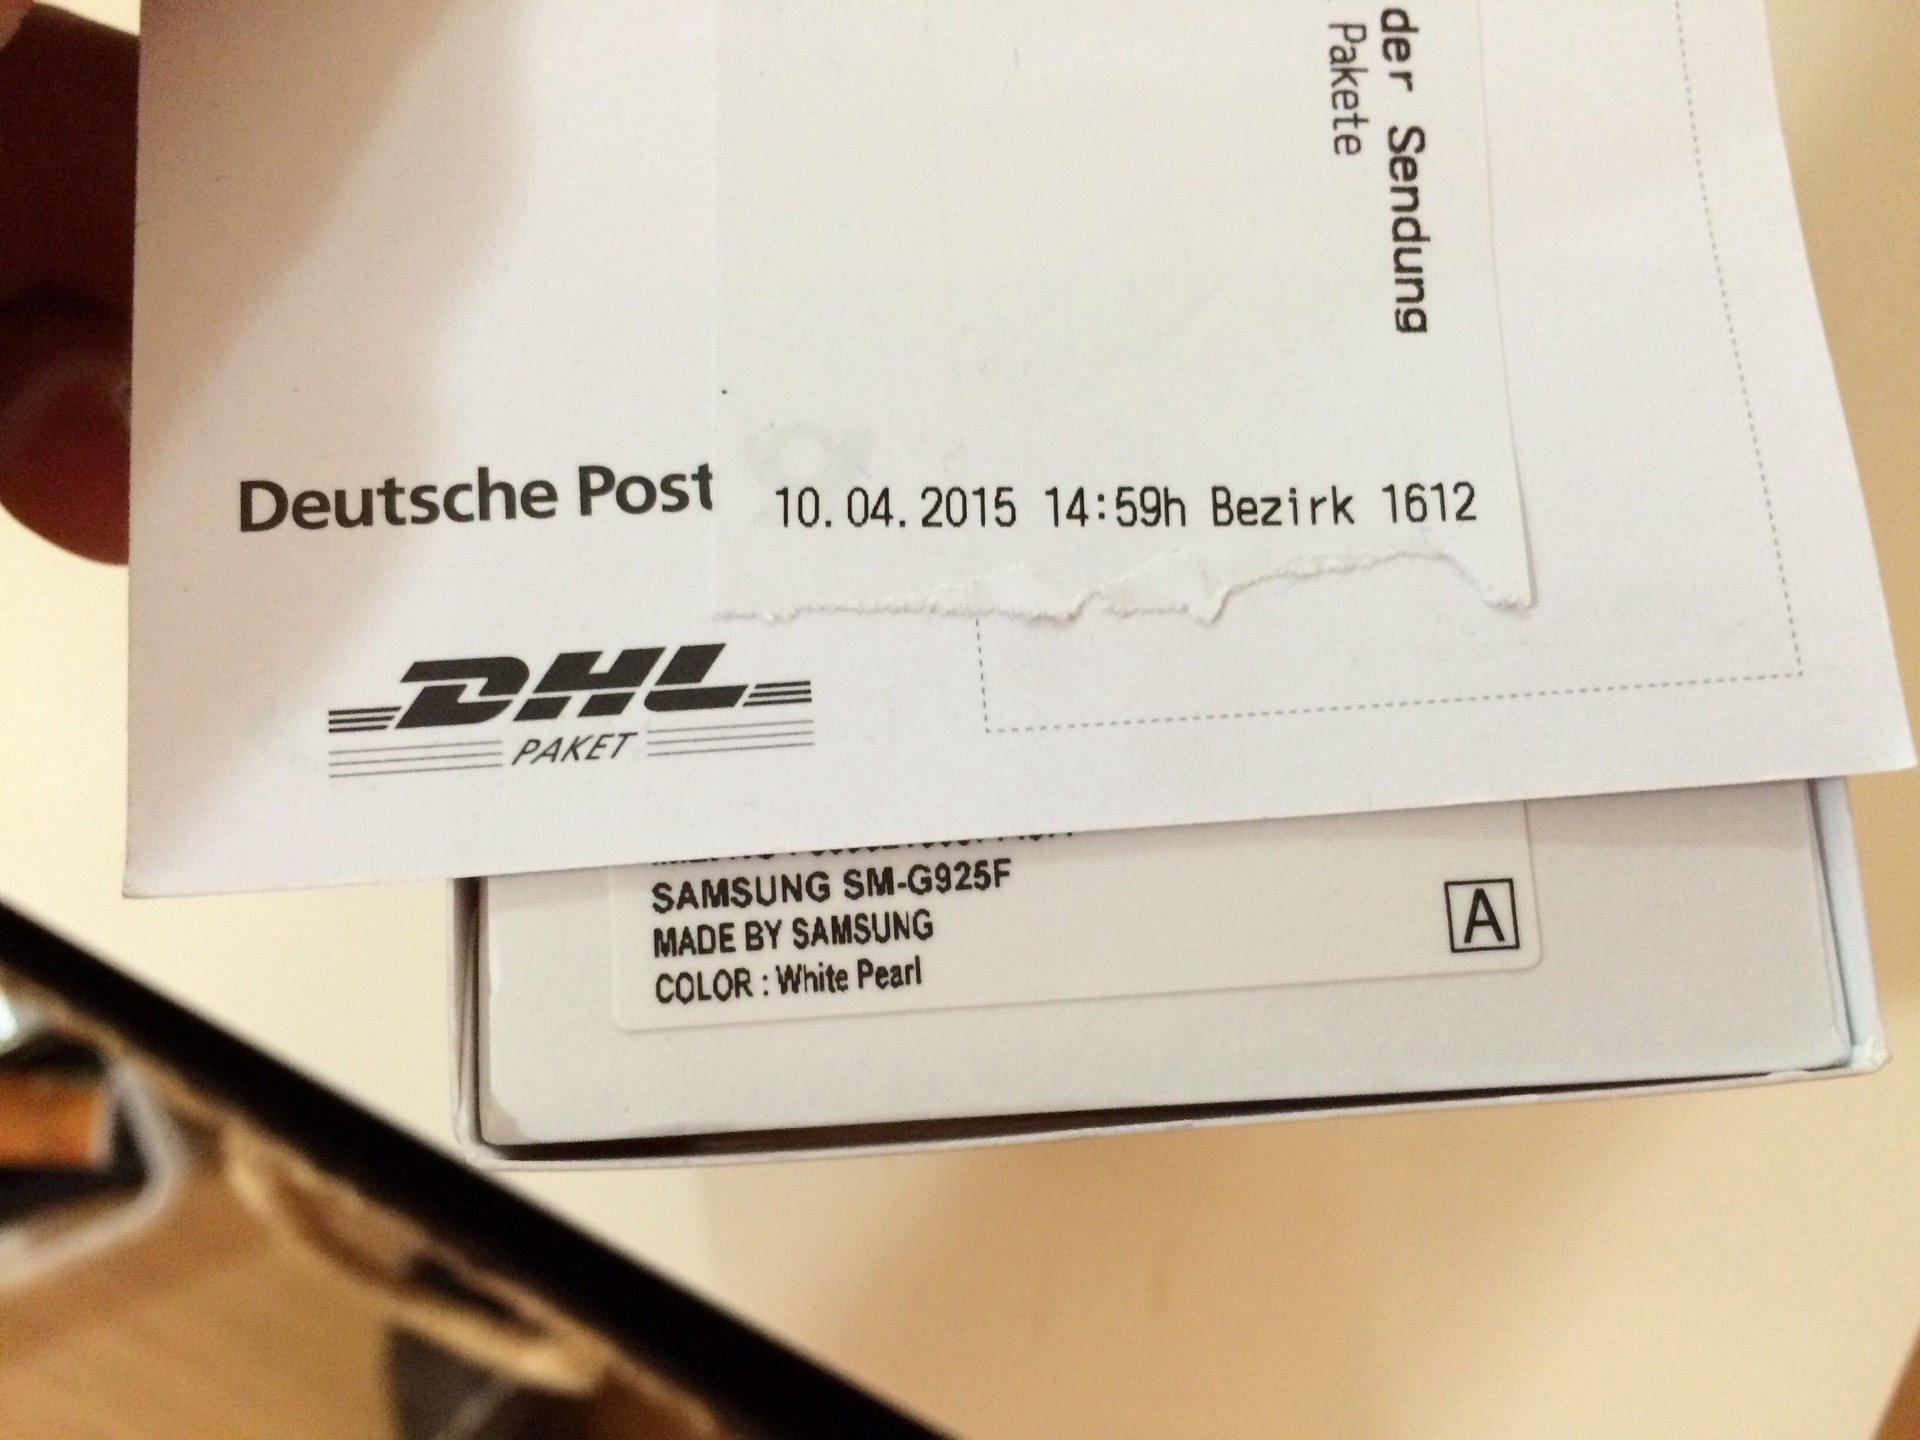 der Sendung
Pakete
Deutsche Post
10.04.2015 14:59h Bezirk 1612
DHL
PAKET
SAMSUNG SM-G925F
MADE BY SAMSUNG
COLOR : White Pearl
A